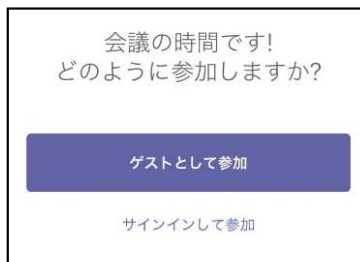 会議の時間です!
どのように参加しますか?
ゲストとして参加
サインインして参加